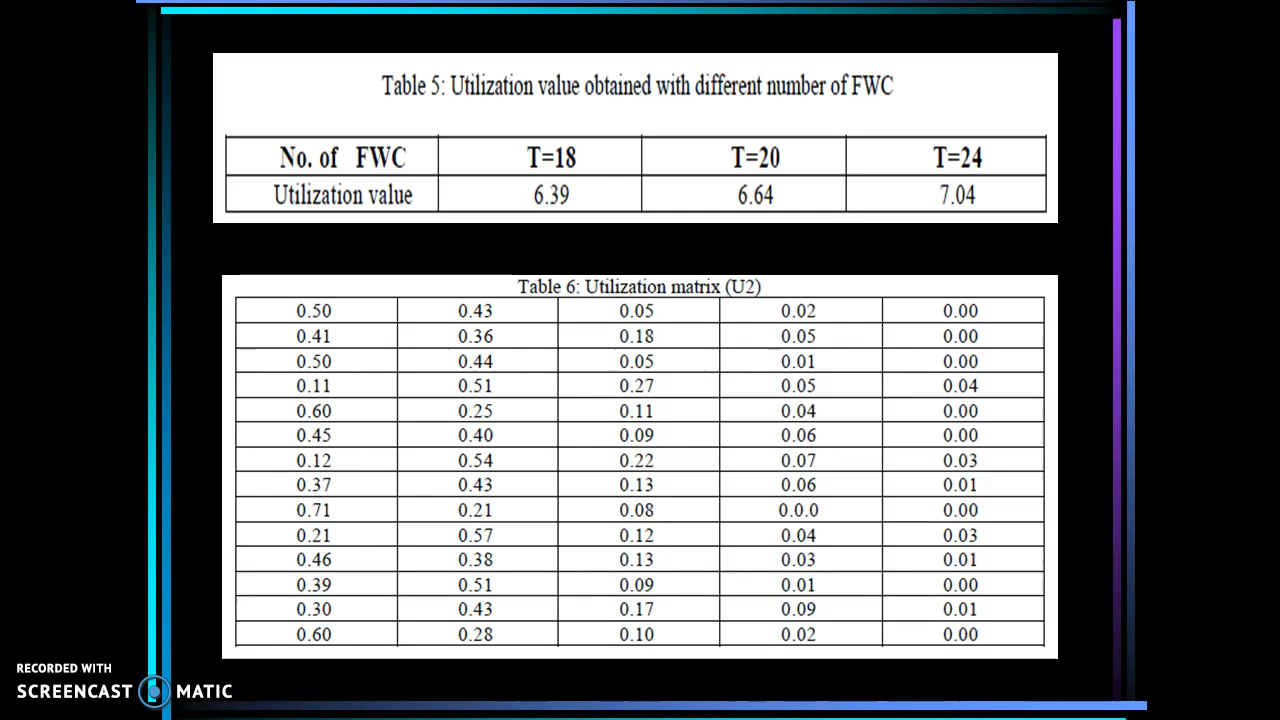 Table 5: Utilization value obtained with different number of FWC
No. of FWC T=18 T=20 T=24
Utilization value 6.39 6.64 7.04
Table 6: Utilization matrix (U2)
0.50 0.43 0.05 0.02 0.00
0.41 0.36 0.18 0.05 0.00
0.50 0.44 0.05 0.01 0.00
0.11 0.51 0.27 0.05 0.04
0.60 0.25 0.11 0.04 0.00
0.45 0.40 0.09 0.06 0.00
0.12 0.54 0.22 0.07 0.03
0.37 0.43 0.13 0.06 0.01
0.71 0.21 0.08 0.0.0 0.00
0.21 0.57 0.12 0.04 0.03
0.46 0.38 0.13 0.03 0.01
0.39 0.51 0.09 0.01 0.00
0.30 0.43 0.17 0.09 0.01
0.60 0.28 0.10 0.02 0.00
RECORDED WITH
SCREENCAST MATIC